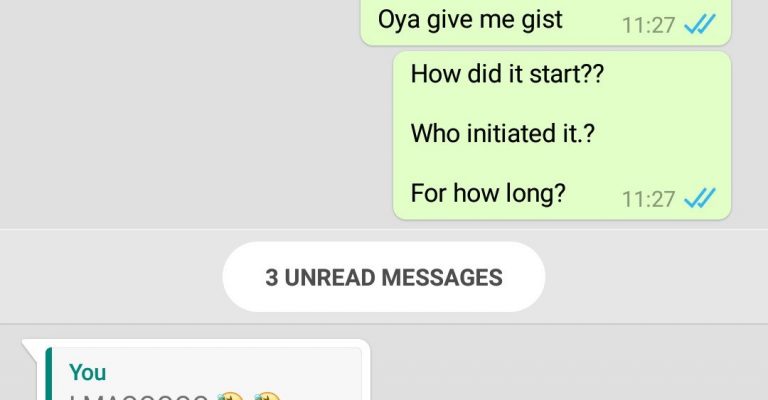 Oya give me gist
11:27
How did it start??
Who initiated it.?
For how long?
11:27
3 UNREAD MESSAGES
You